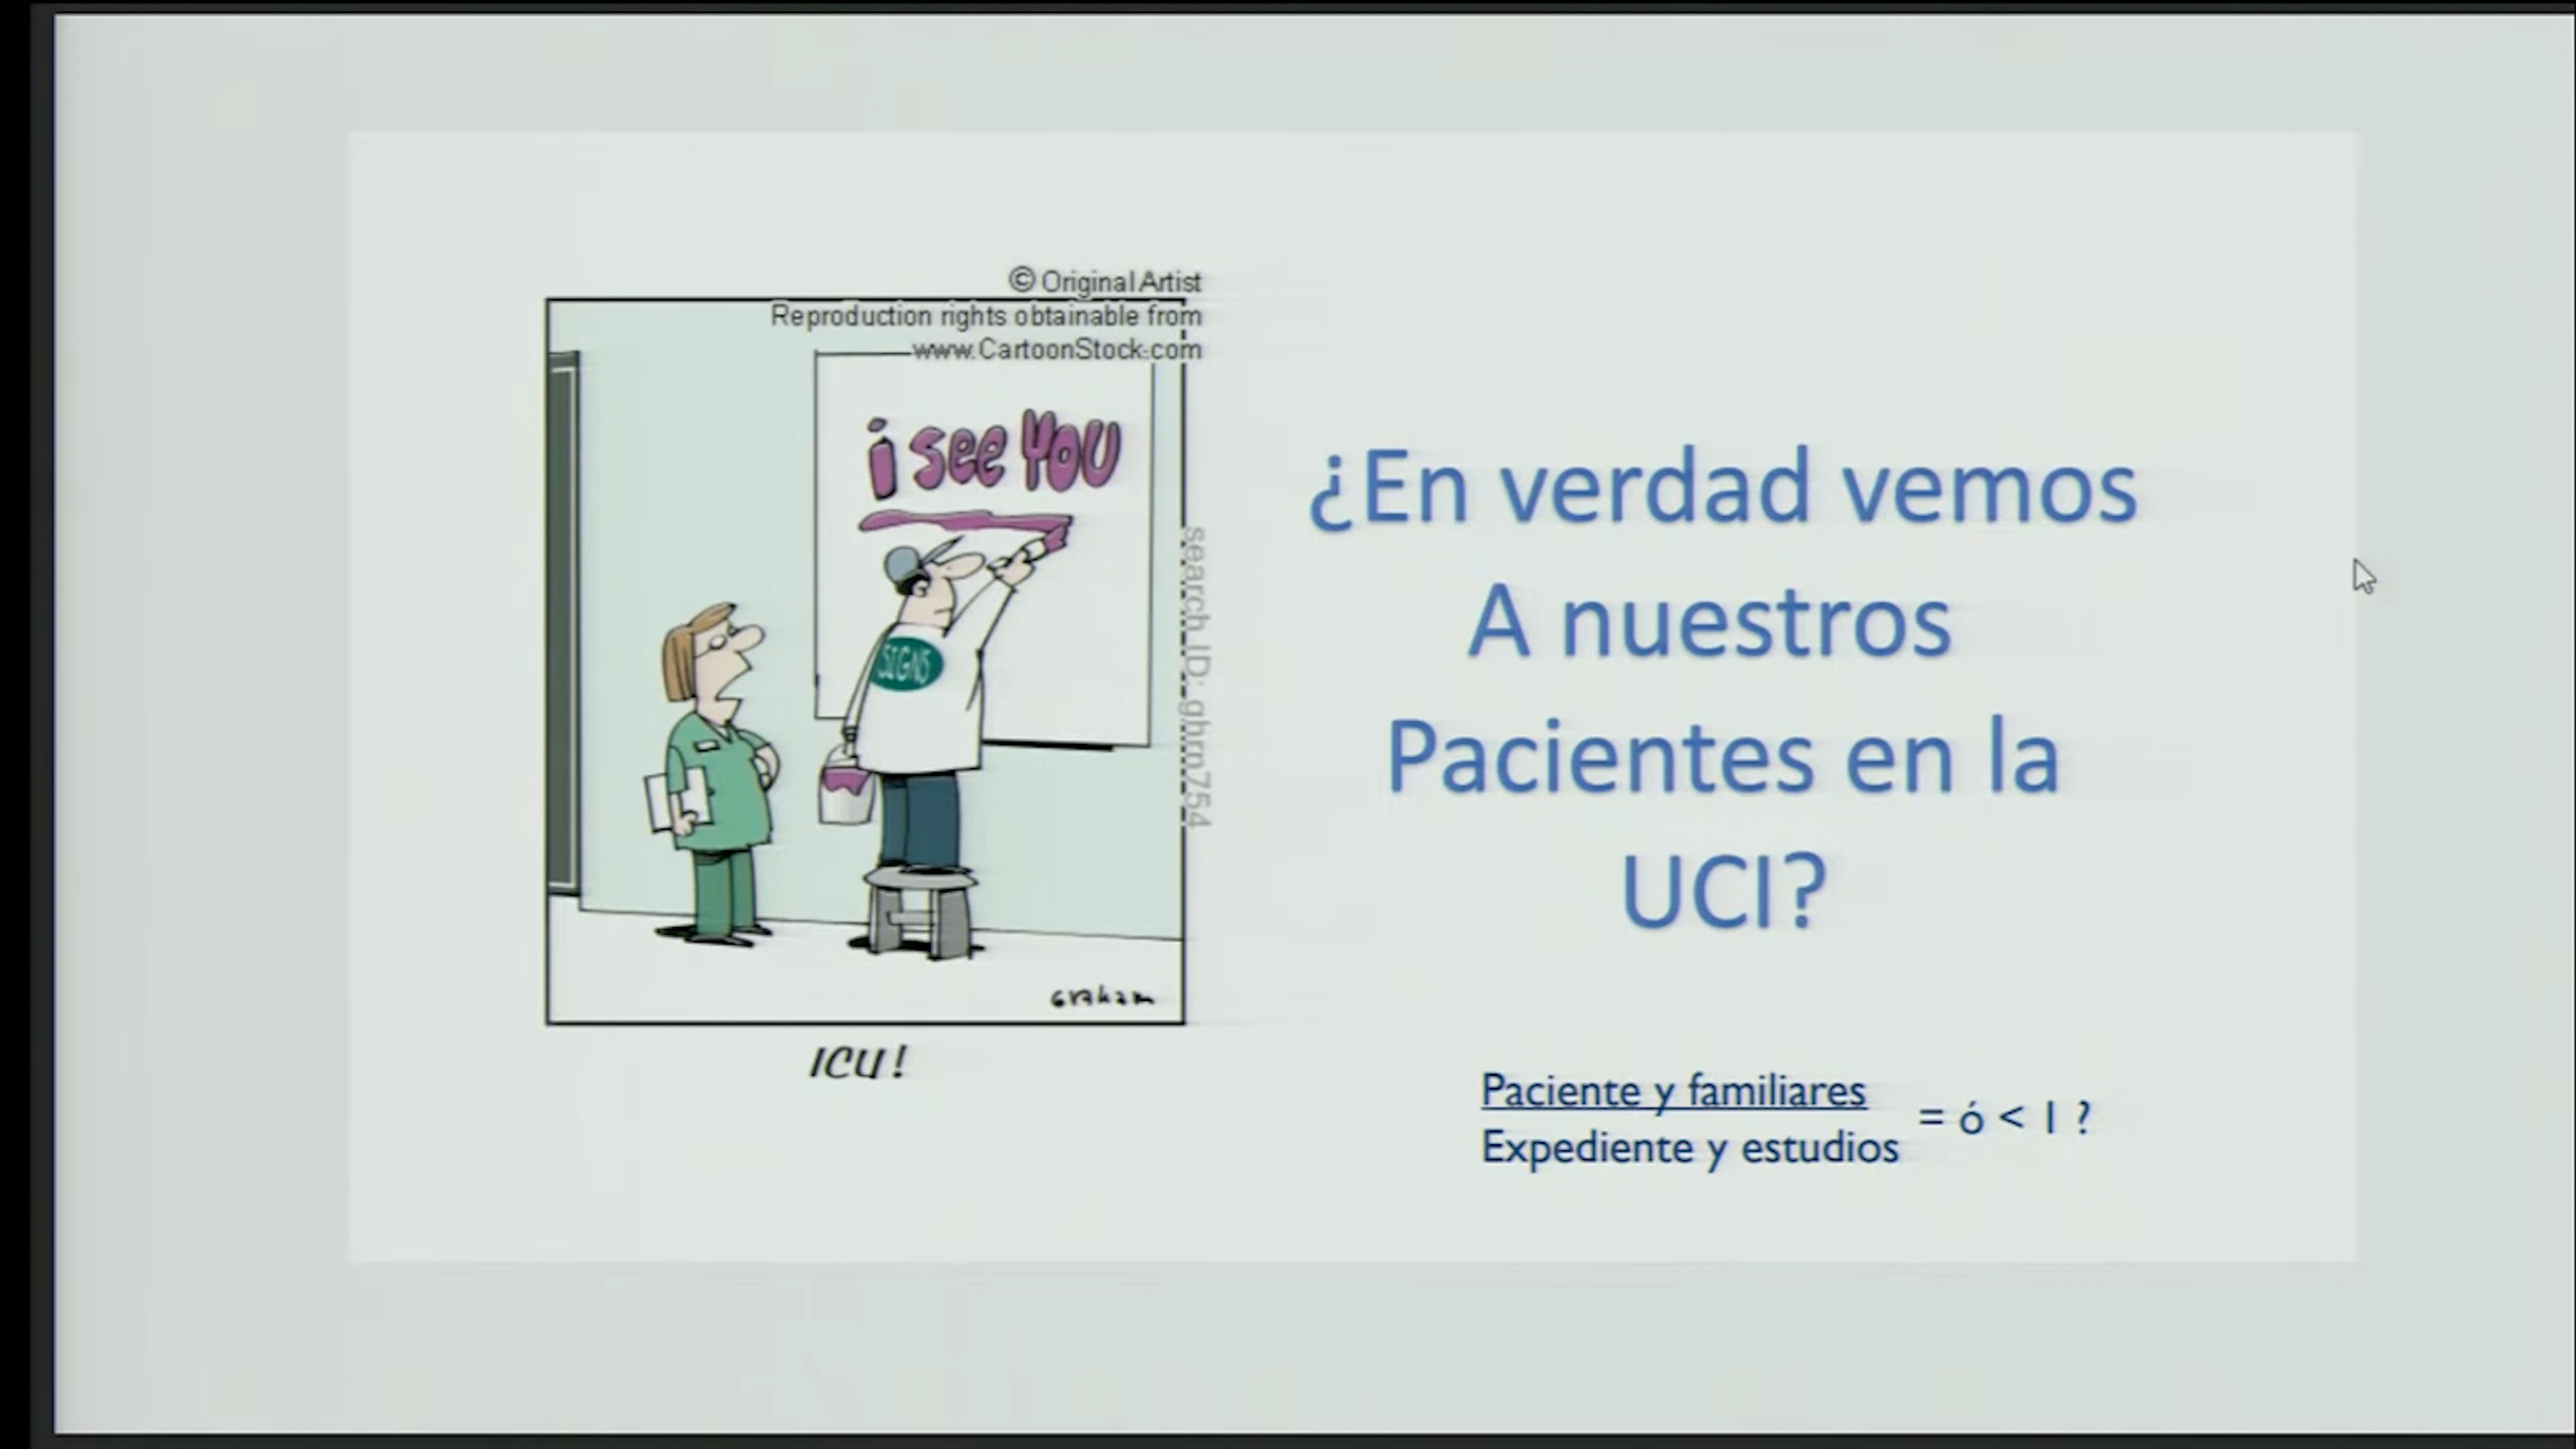 © Original Artist
Reproduction rights obtainable from
www.CartoonStock.com
i see YOU
SIGNS
search ID: ghrn754
Graham
ICU!
¿En verdad vemos
A nuestros
Pacientes en la
UCI?
Paciente y familiares
Expediente y estudios
= ó < 1 ?